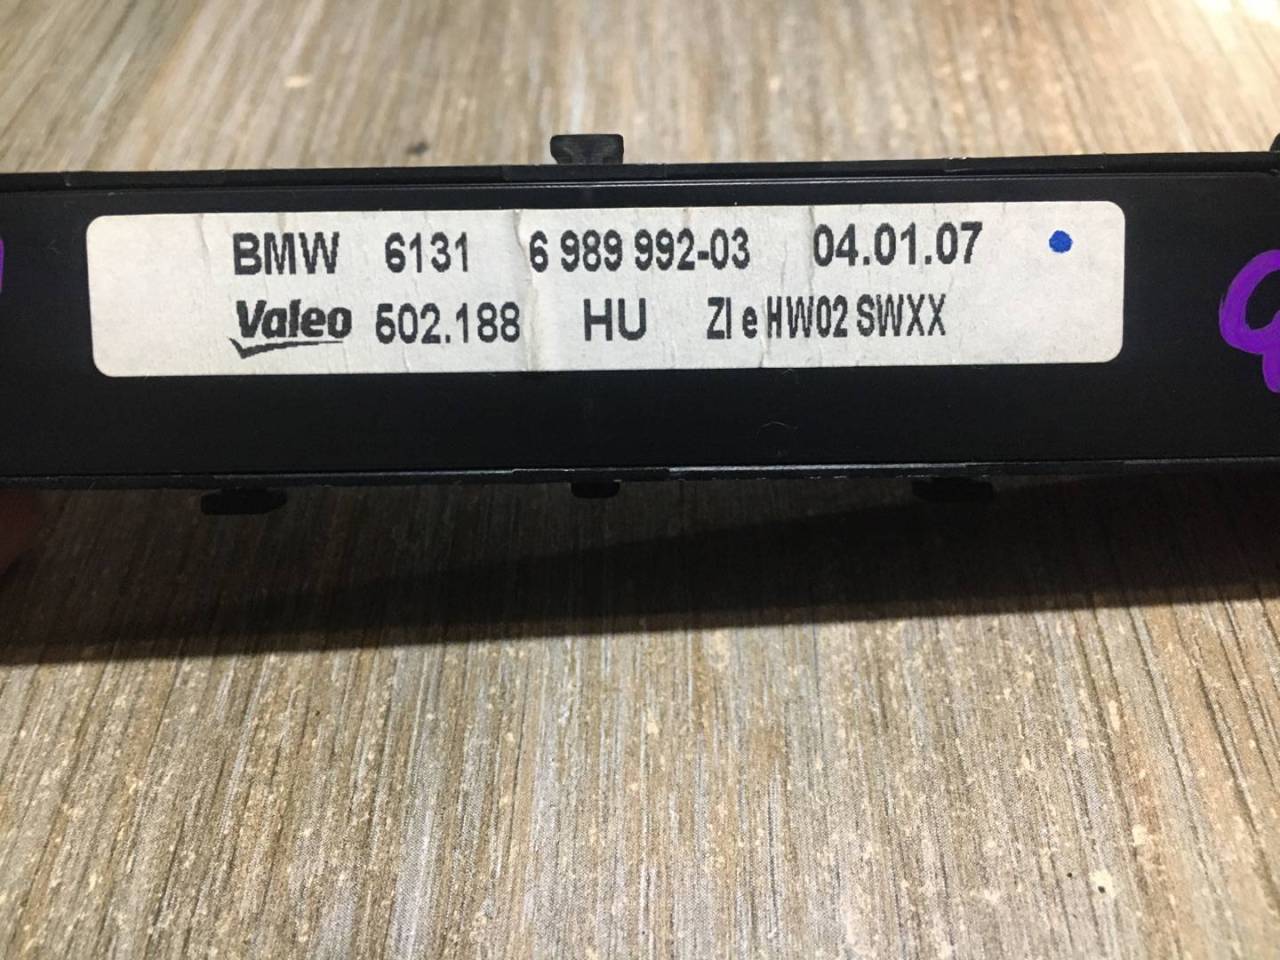 BMW 6131 6 989 992-03 04.01.07
Valeo 502.188 HU ZI e HW02 SWXX